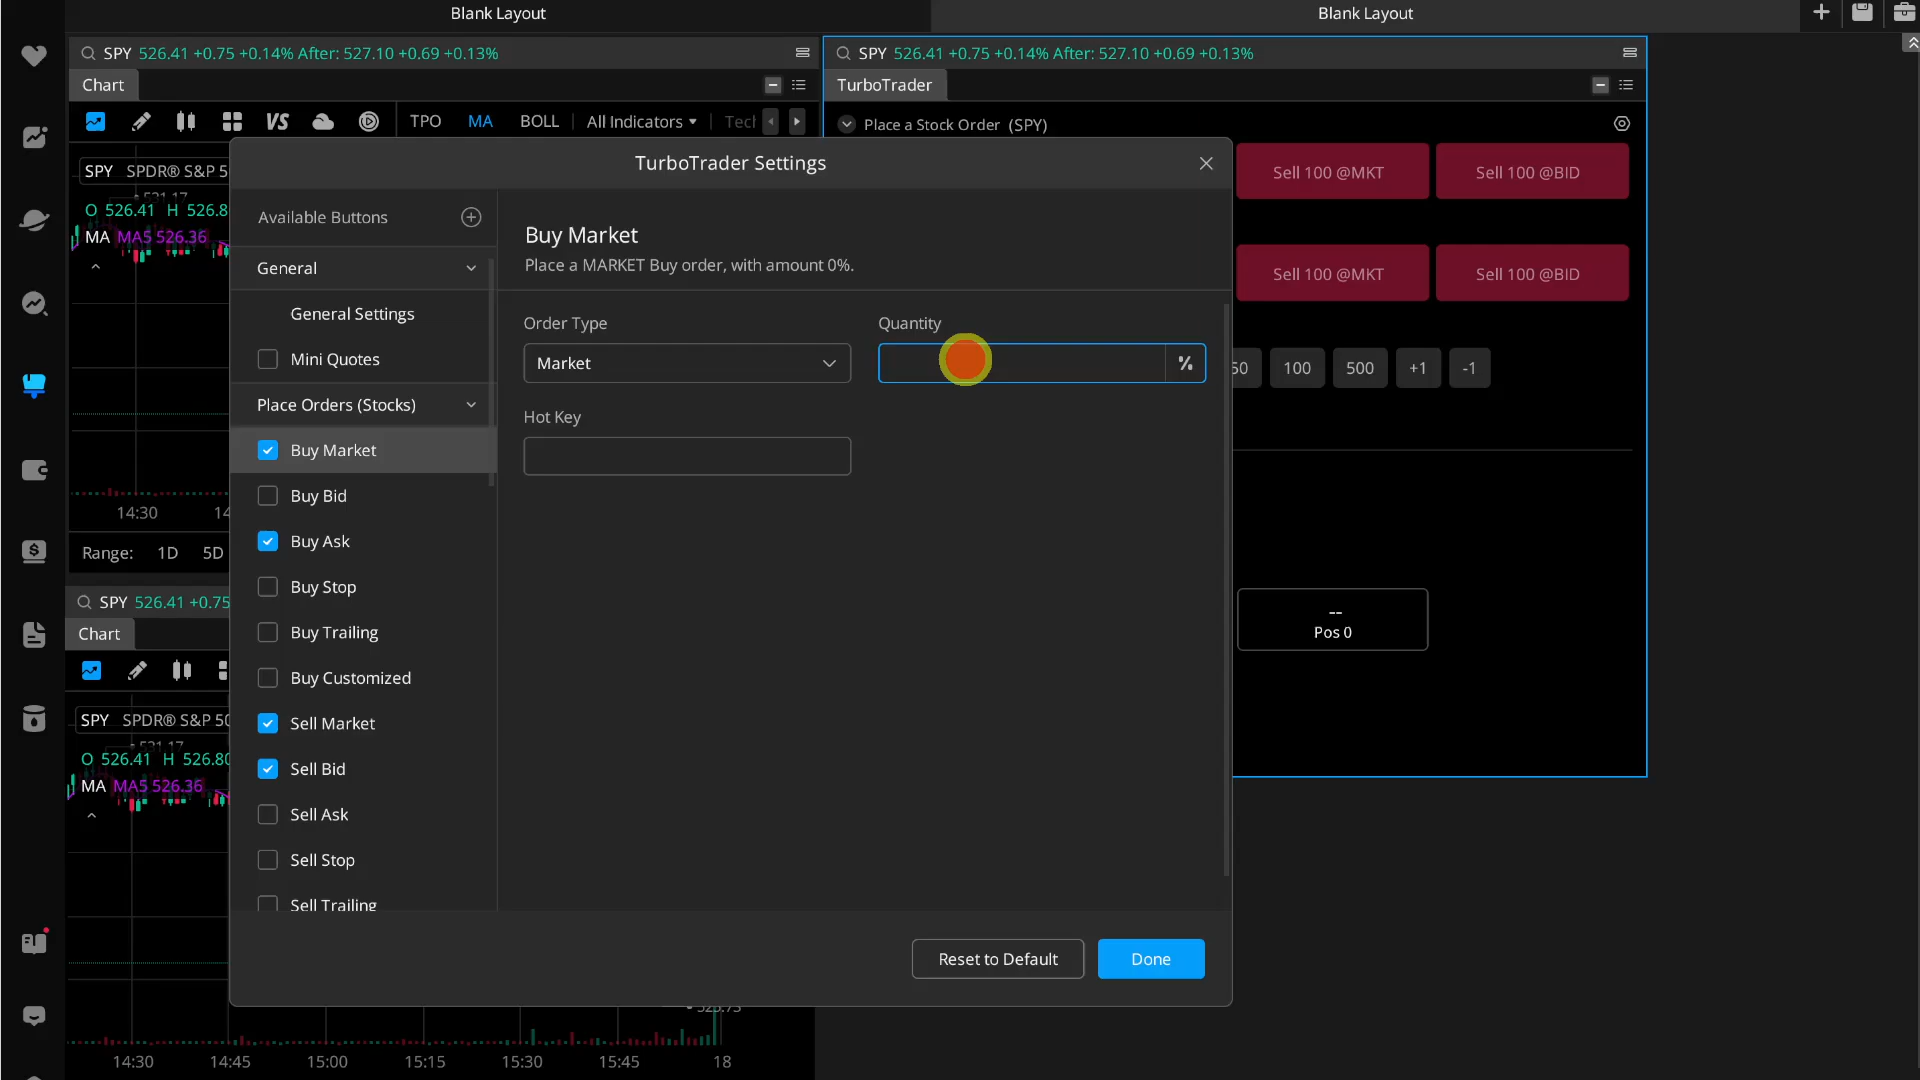 Blank Layout
Blank Layout
SPY 526.41 +0.75 +0.14% After: 527.10 +0.69 +0.13%
SPY 526.41 +0.75 +0.14% After: 527.10 +0.69 +0.13%
Chart
TurboTrader
VS TPO MA BOLL All Indicators
Place a Stock Order (SPY)
SPY SPDR® S&P 5
531.17
O 526.41 H 526.8
MA MA5 526.36
14:30 14
Range: 1D 5D
TurboTrader Settings
Available Buttons
General
General Settings
Mini Quotes
Place Orders (Stocks)
Buy Market
Buy Bid
Buy Ask
Buy Stop
Buy Trailing
Buy Customized
Sell Market
Sell Bid
Sell Ask
Sell Stop
Sell Trailing
Buy Market
Place a MARKET Buy order, with amount 0%.
Order Type
Market
Quantity
%
Hot Key
Reset to Default
Done
Sell 100 @MKT Sell 100 @BID
Sell 100 @MKT Sell 100 @BID
50 100 500 +1 -1
--
Pos 0
SPY 526.41 +0.75
Chart
SPY SPDR® S&P 50
531.17
O 526.41 H 526.80
MA MA5 526.36
14:30 14:45 15:00 15:15 15:30 15:45 18